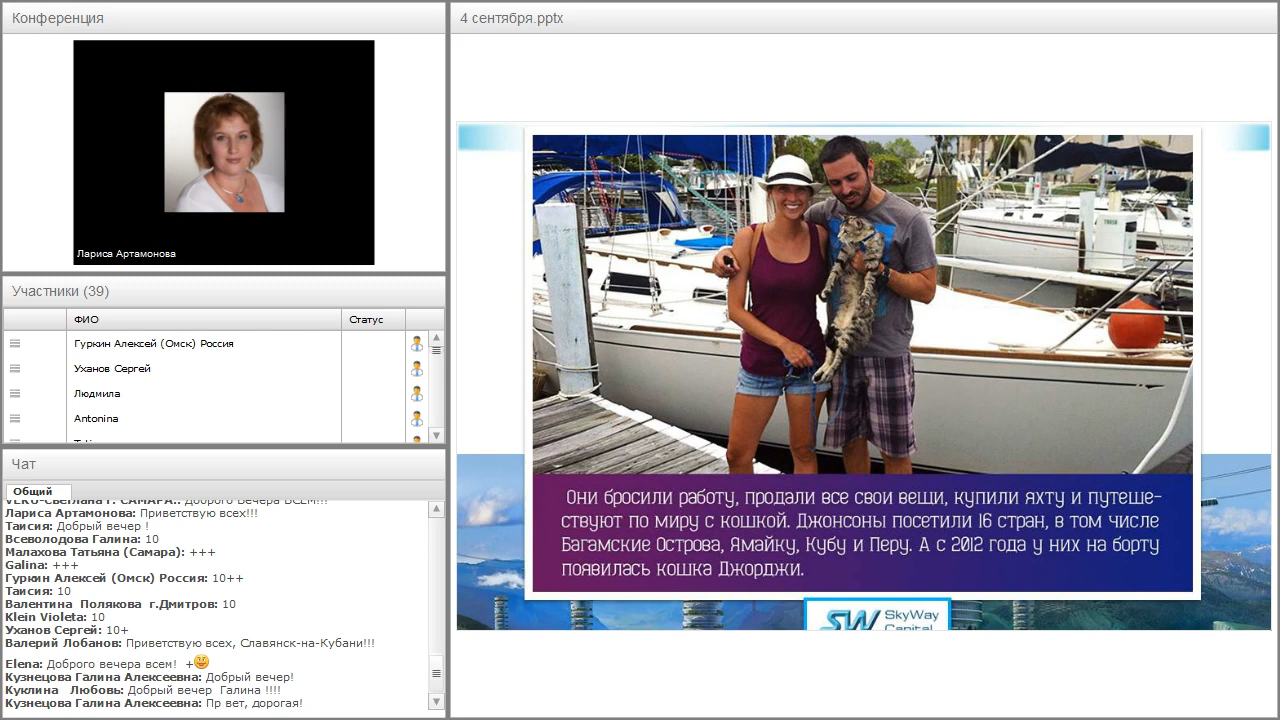 Конференция
Лариса Артамонова
Участники (39)
ФИО Статус
Гуркин Алексей (Омск) Россия
Уханов Сергей
Людмила
Antonina
Чат
Общий
Лариса Артамонова: Приветствую всех!!!
Таисия: Добрый вечер !
Всеволодова Галина: 10
Малахова Татьяна (Самара): +++
Galina: +++
Гуркин Алексей (Омск) Россия: 10++
Таисия: 10
Валентина Полякова г.Дмитров: 10
Klein Violeta: 10
Уханов Сергей: 10+
Валерий Лобанов: Приветствую всех, Славянск-на-Кубани!!!
Elena: Доброго вечера всем! +
Кузнецова Галина Алексеевна: Добрый вечер!
Куклина Любовь: Добрый вечер Галина !!!!
Кузнецова Галина Алексеевна: Пр вет, дорогая!
4 сентября.pptx
Они бросили работу, продали все свои вещи, купили яхту и путеше-
ствуют по миру с кошкой. Джонсоны посетили 16 стран, в том числе
Багамские Острова, Ямайку, Кубу и Перу. А с 2012 года у них на борту
появилась кошка Джорджи.
SW SkyWay
Capital